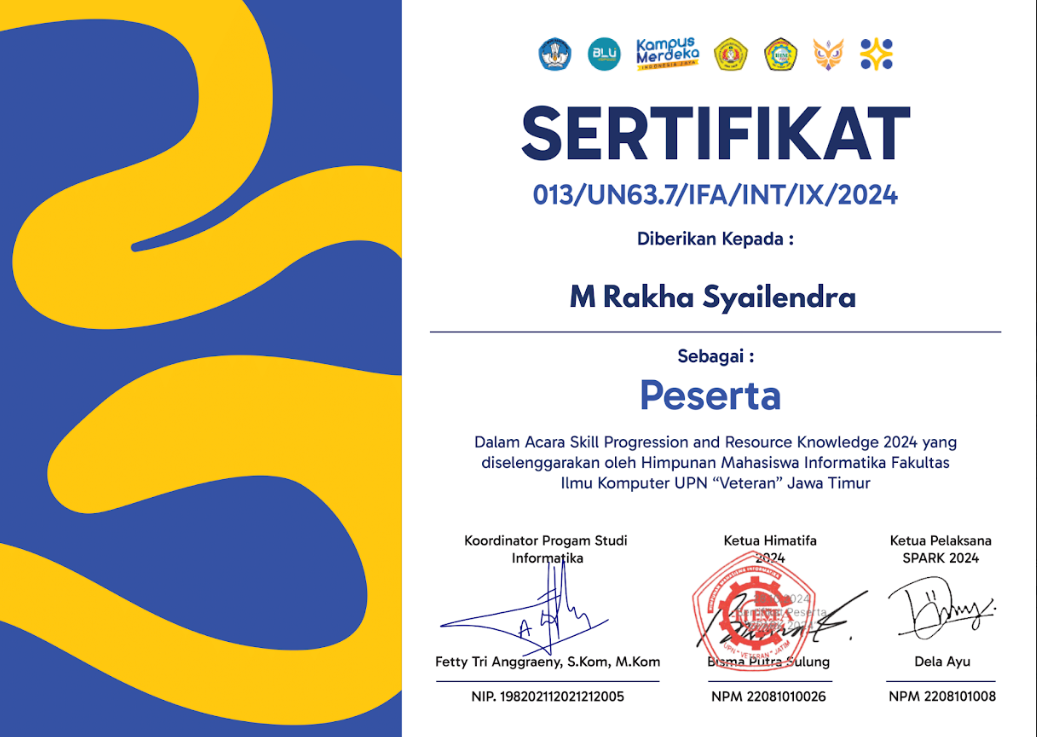 BLU
Kampus
Merdeka
INDONESIA JAYA
SERTIFIKAT
013/UN63.7/IFA/INT/IX/2024
Diberikan Kepada :
M Rakha Syailendra
Sebagai :
Peserta
Dalam Acara Skill Progression and Resource Knowledge 2024 yang
diselenggarakan oleh Himpunan Mahasiswa Informatika Fakultas
Ilmu Komputer UPN “Veteran” Jawa Timur
Koordinator Progam Studi
Informatika
Fetty Tri Anggraeny, S.Kom, M.Kom
NIP. 198202112021212005
Ketua Himatifa
2024
UPN "VETERAN" JATIM
Bisma Putra Sulung
NPM 22081010026
Ketua Pelaksana
SPARK 2024
Dela Ayu
NPM 2208101008